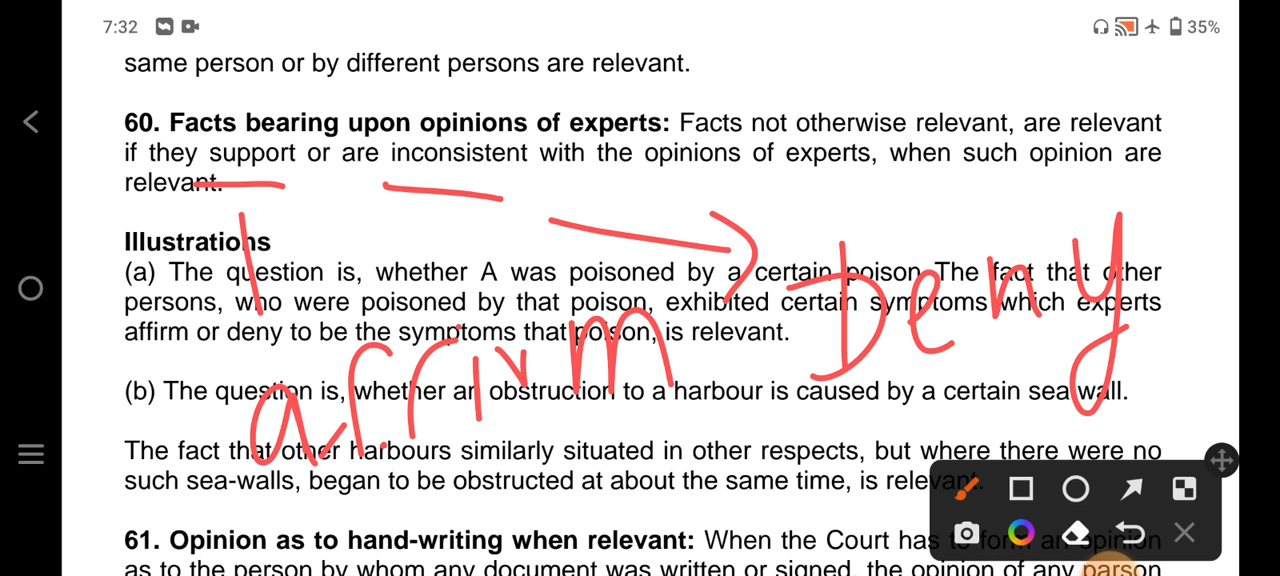 7:32
35%
same person or by different persons are relevant.
60. Facts bearing upon opinions of experts: Facts not otherwise relevant, are relevant
if they support or are inconsistent with the opinions of experts, when such opinion are
relevant.
Illustrations
(a) The question is, whether A was poisoned by a certain poison. The fact that other
persons, who were poisoned by that poison, exhibited certain symptoms which experts
affirm or deny to be the symptoms that poison, is relevant.
Deny
affirm
(b) The question is, whether an obstruction to a harbour is caused by a certain sea wall.
The fact that other harbours similarly situated in other respects, but where there were no
such sea-walls, began to be obstructed at about the same time, is relevant.
61. Opinion as to hand-writing when relevant: When the Court has to form an opinion
as to the person by whom any document was written or signed, the opinion of any parson